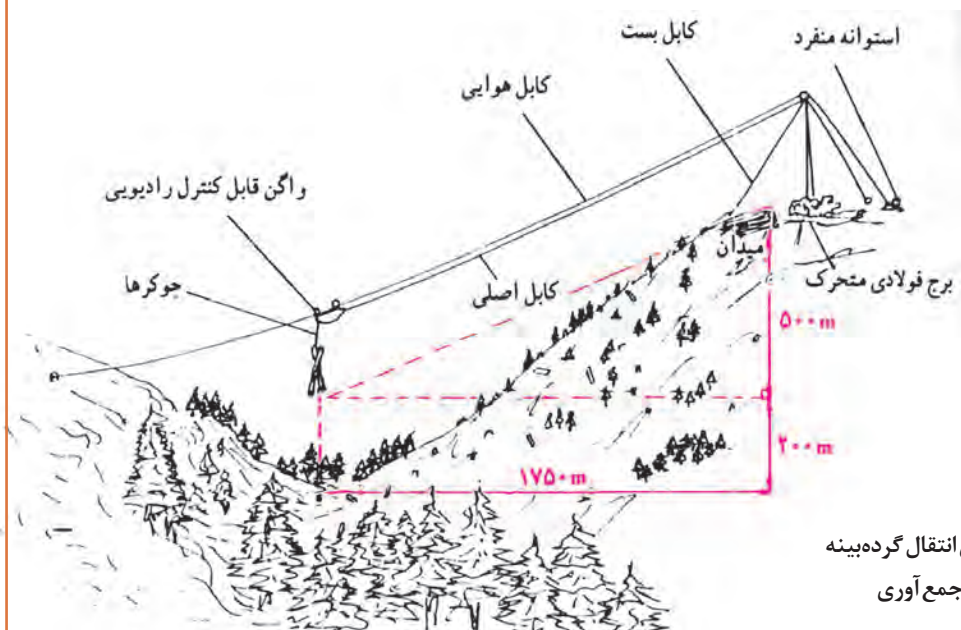 استوانه منفرد
کابل بست
کابل هوایی
واگن قابل کنترل رادیویی
چوکرها
کابل اصلی
میدان
برج فولادی متحرک
۵۰۰m
۲۰۰m
۱۷۵۰m
انتقال گرده‌بینه
جمع‌آوری